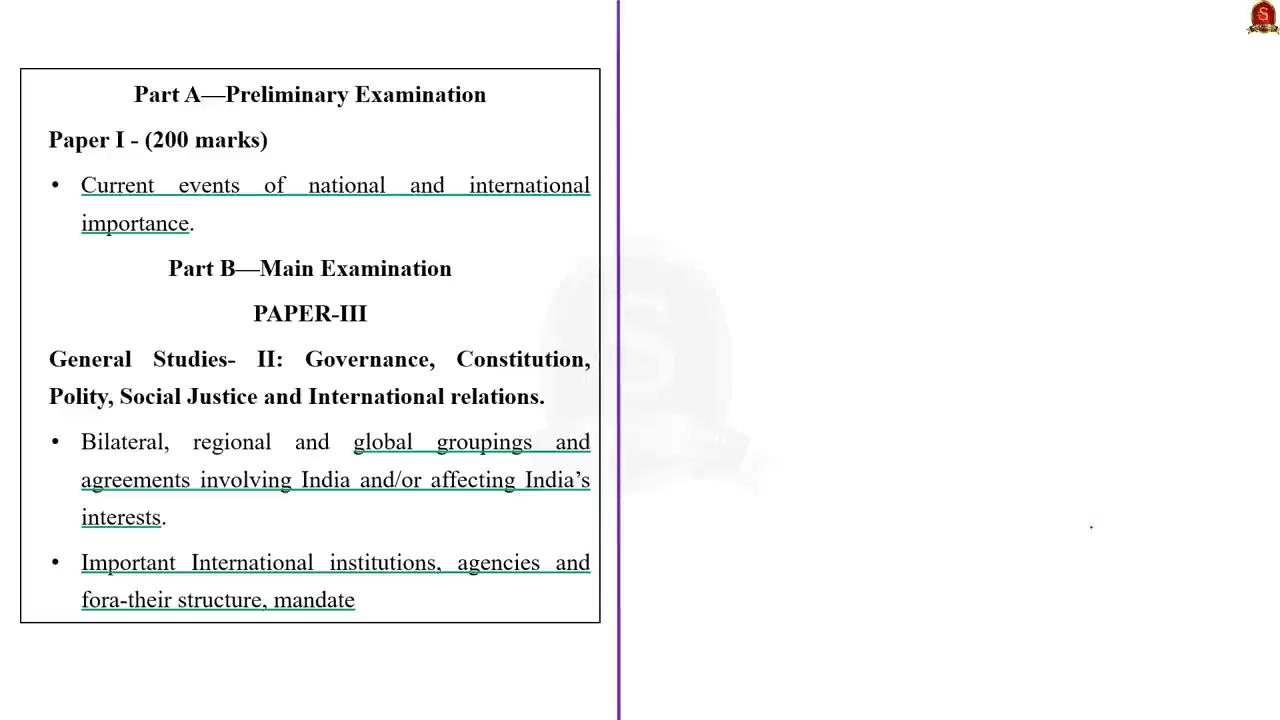 Part A—Preliminary Examination
Paper I - (200 marks)
• Current events of national and international
importance.
Part B—Main Examination
PAPER-III
General Studies- II: Governance, Constitution,
Polity, Social Justice and International relations.
• Bilateral, regional and global groupings and
agreements involving India and/or affecting India’s
interests.
• Important International institutions, agencies and
fora-their structure, mandate
S